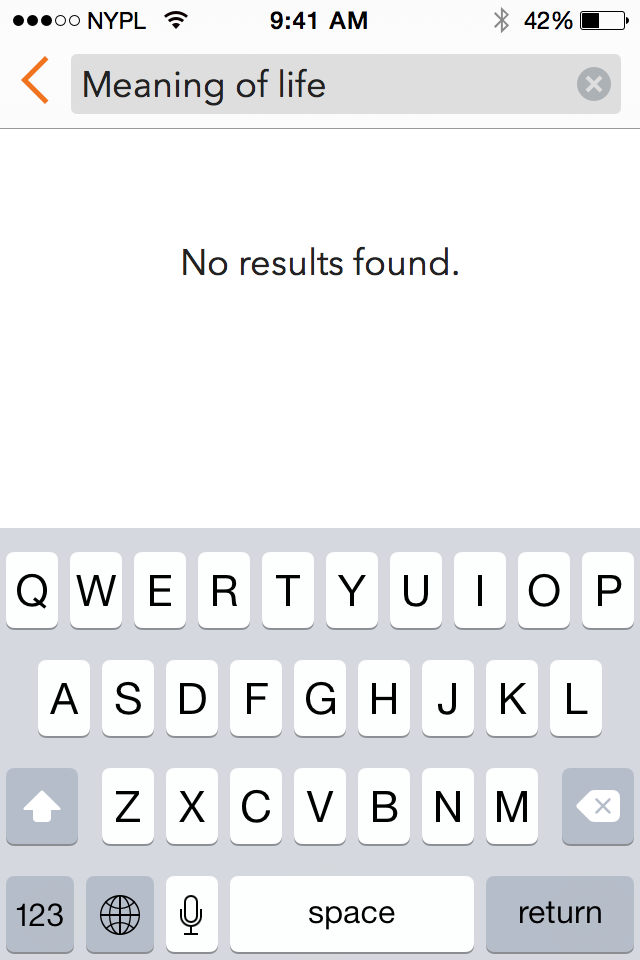 NYPL 9:41 AM 42%
Meaning of life
No results found.
Q W E R T Y U I O P
A S D F G H J K L
Z X C V B N M
123 space return